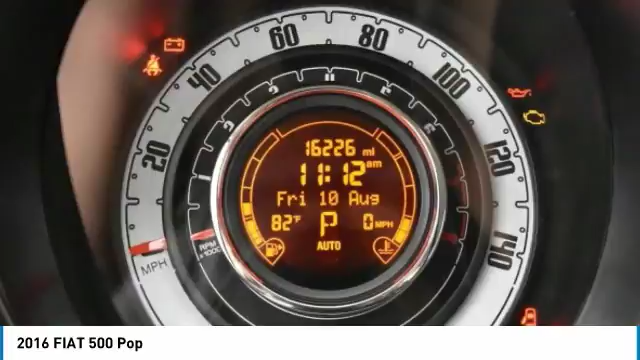 60 80
40 100
20 120
140
MPH
RPM
x1000
16226 mi
11:12 am
Fri 10 Aug
82°F P 0 MPH
AUTO
2016 FIAT 500 Pop